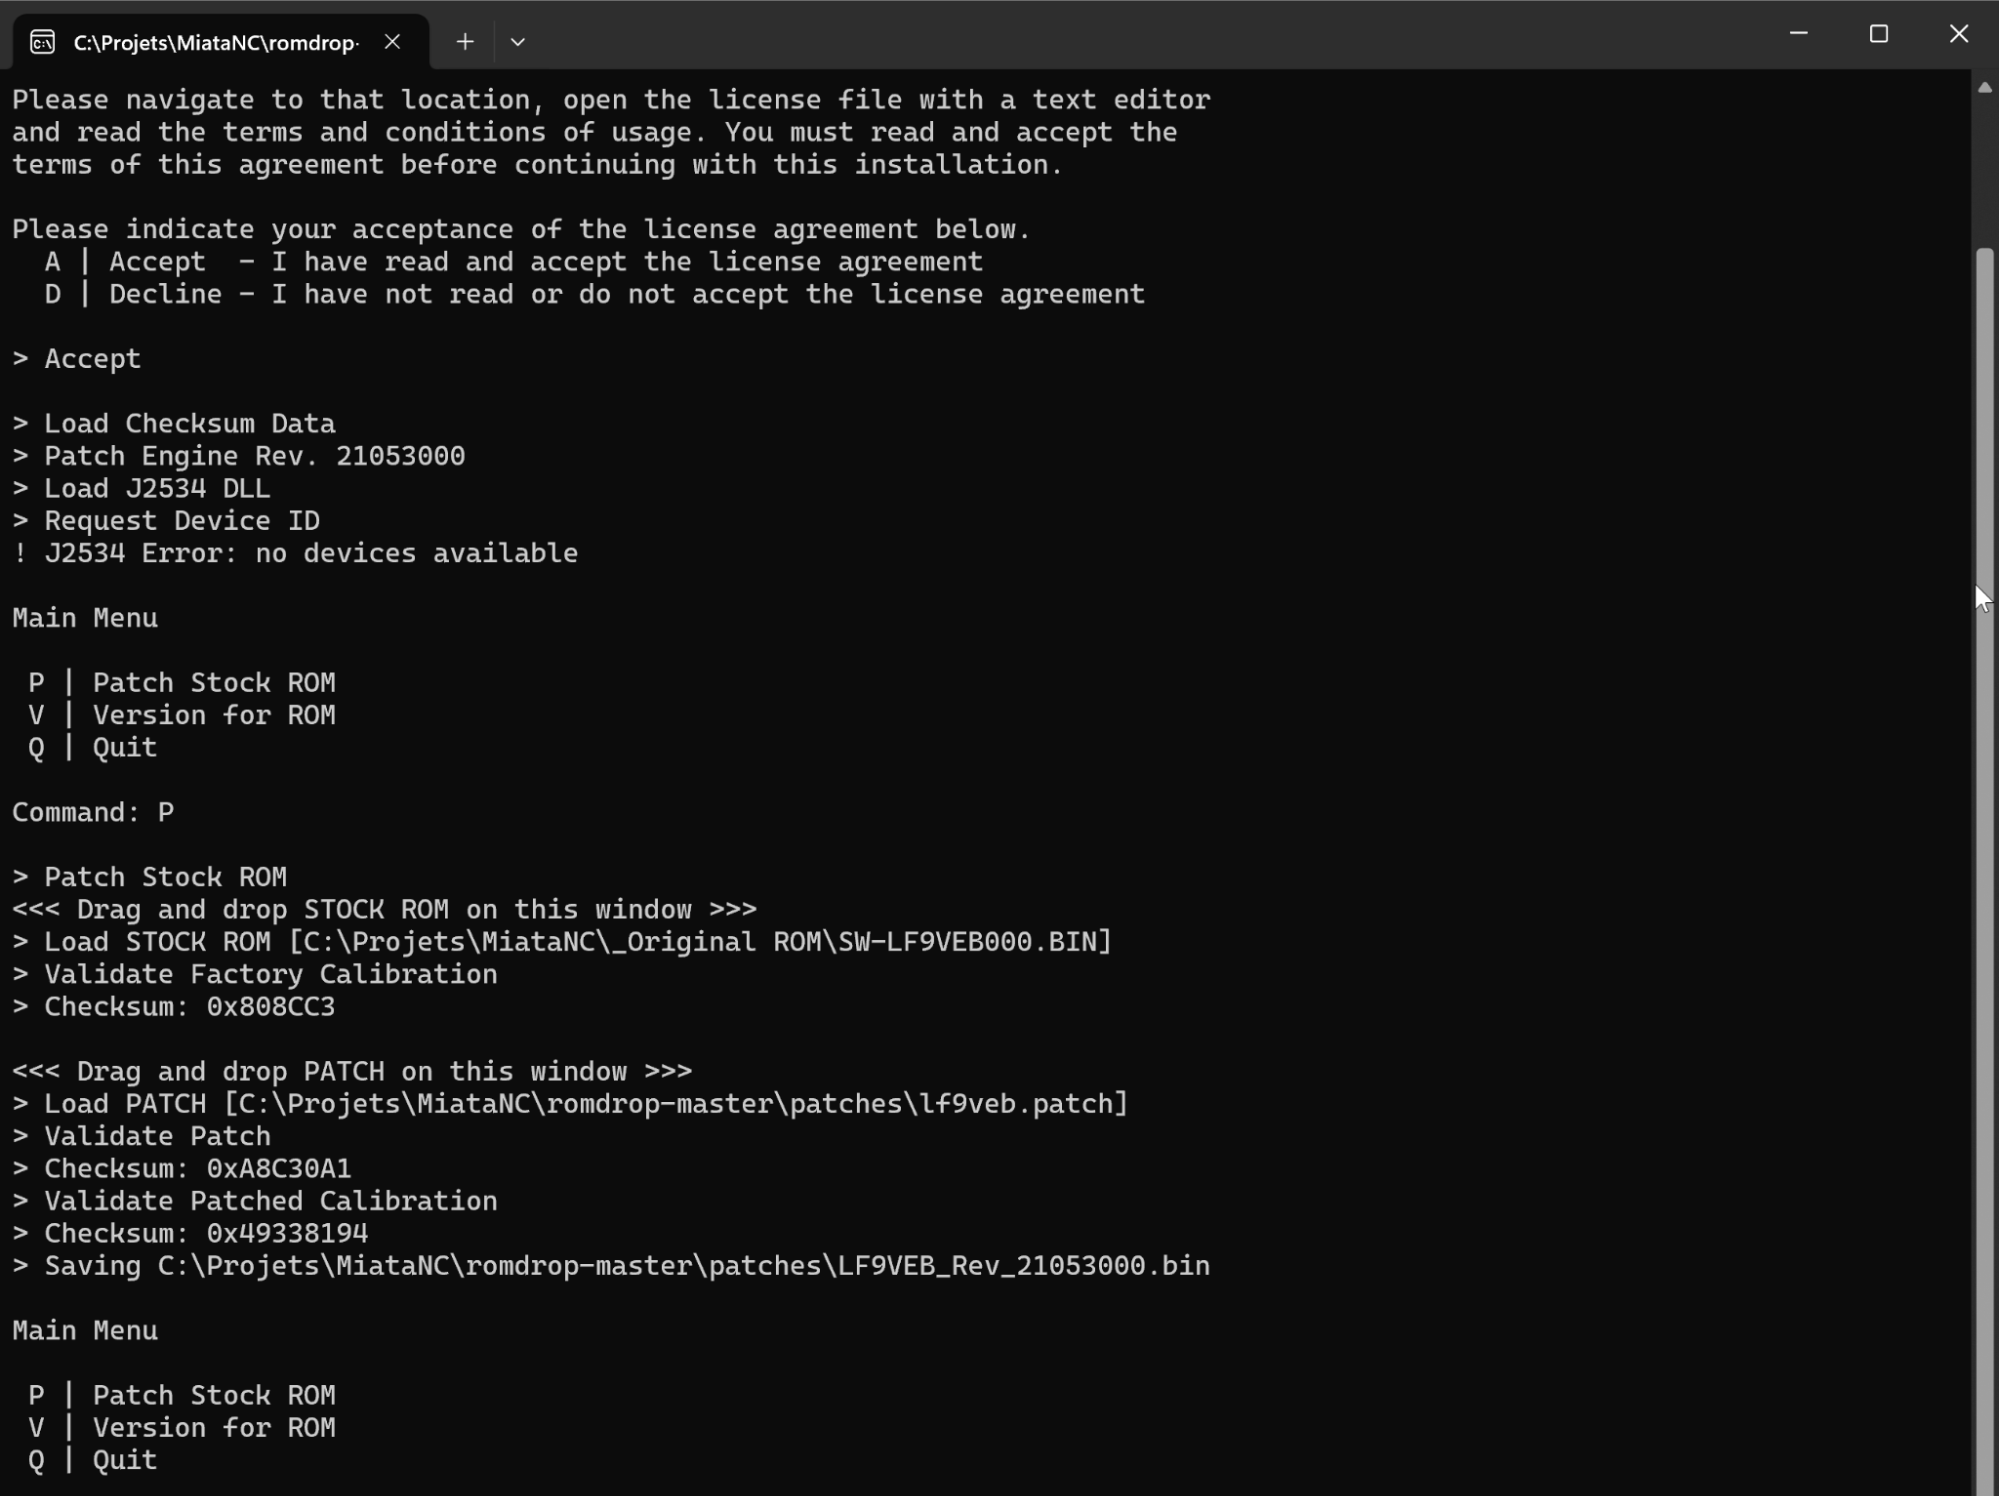 C:\Projets\MiataNC\romdrop-
Please navigate to that location, open the license file with a text editor
and read the terms and conditions of usage. You must read and accept the
terms of this agreement before continuing with this installation.
Please indicate your acceptance of the license agreement below.
A | Accept  - I have read and accept the license agreement
D | Decline - I have not read or do not accept the license agreement
> Accept
> Load Checksum Data
> Patch Engine Rev. 21053000
> Load J2534 DLL
> Request Device ID
! J2534 Error: no devices available
Main Menu
P | Patch Stock ROM
V | Version for ROM
Q | Quit
Command: P
> Patch Stock ROM
<<< Drag and drop STOCK ROM on this window >>>
> Load STOCK ROM [C:\Projets\MiataNC\_Original ROM\SW-LF9VEB000.BIN]
> Validate Factory Calibration
> Checksum: 0x808CC3
<<< Drag and drop PATCH on this window >>>
> Load PATCH [C:\Projets\MiataNC\romdrop-master\patches\lf9veb.patch]
> Validate Patch
> Checksum: 0xA8C30A1
> Validate Patched Calibration
> Checksum: 0x49338194
> Saving C:\Projets\MiataNC\romdrop-master\patches\LF9VEB_Rev_21053000.bin
Main Menu
P | Patch Stock ROM
V | Version for ROM
Q | Quit